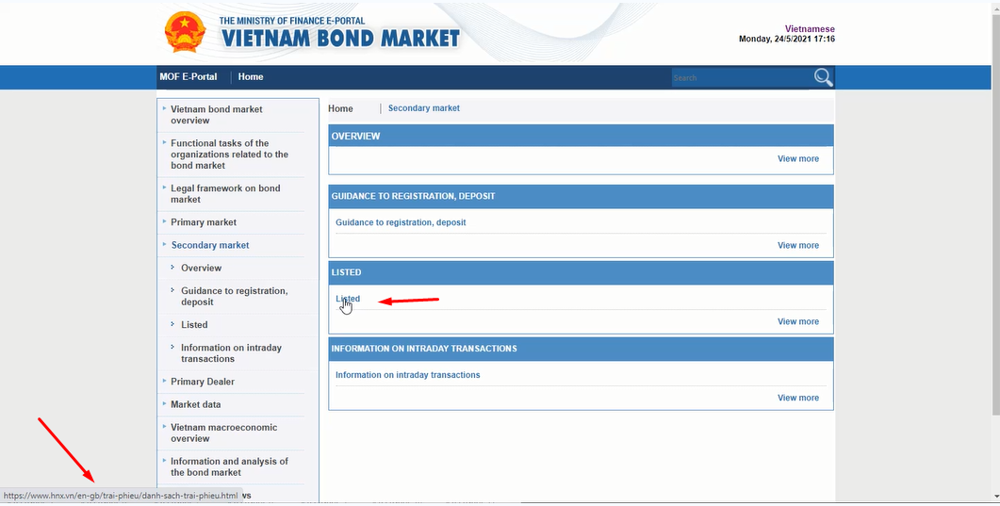 THE MINISTRY OF FINANCE E-PORTAL
VIETNAM BOND MARKET
Vietnamese
Monday, 24/5/2021 17:16
MOF E-Portal
Home
Search
Vietnam bond market
overview
Functional tasks of the
organizations related to the
bond market
Legal framework on bond
market
Primary market
Secondary market
Overview
Guidance to registration,
deposit
Listed
Information on intraday
transactions
Primary Dealer
Market data
Vietnam macroeconomic
overview
Information and analysis of
the bond market
ws
Home
Secondary market
OVERVIEW
View more
GUIDANCE TO REGISTRATION, DEPOSIT
Guidance to registration, deposit
View more
LISTED
Listed
View more
INFORMATION ON INTRADAY TRANSACTIONS
Information on intraday transactions
View more
https://www.hnx.vn/en-gb/trai-phieu/danh-sach-trai-phieu.html